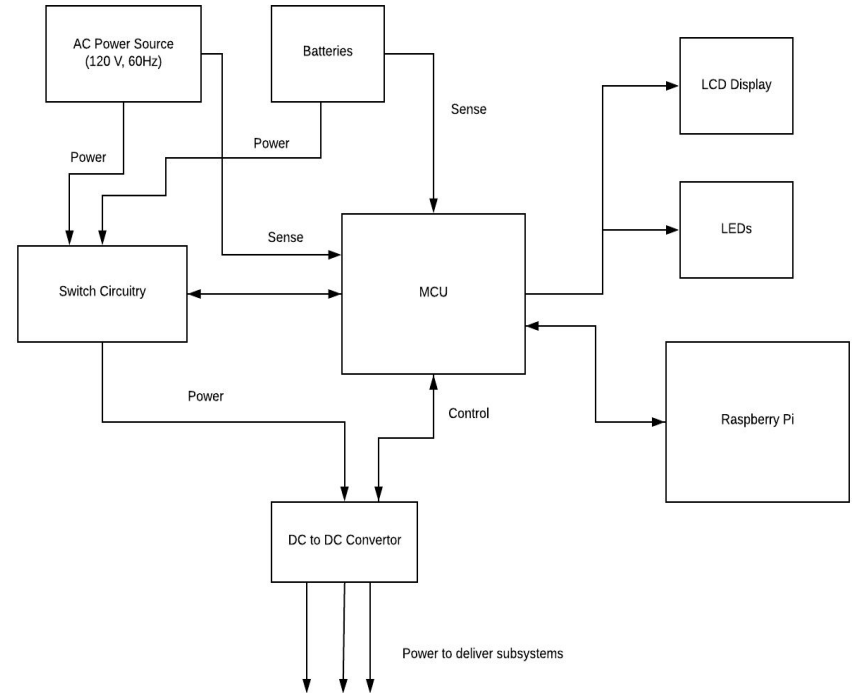 AC Power Source
(120 V, 60Hz)
Batteries
LCD Display
Sense
Power
Power
LEDs
Sense
Switch Circuitry
MCU
Power
Control
Raspberry Pi
DC to DC Convertor
Power to deliver subsystems